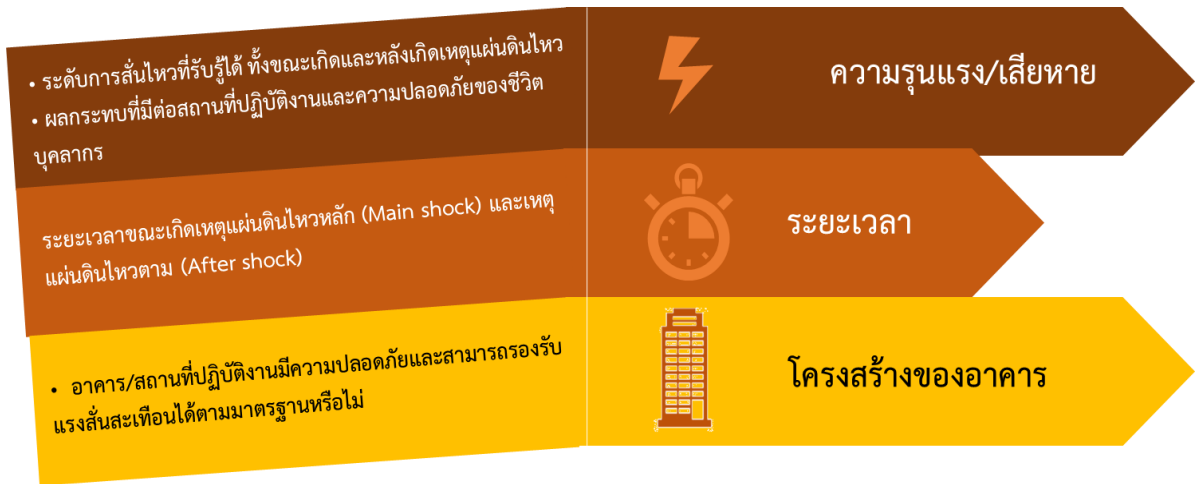 • ระดับการสั่นไหวที่รับรู้ได้ ทั้งขณะเกิดและหลังเกิดเหตุแผ่นดินไหว
• ผลกระทบที่มีต่อสถานที่ปฏิบัติงานและความปลอดภัยของชีวิต
บุคลากร
ความรุนแรง/เสียหาย
ระยะเวลาขณะเกิดเหตุแผ่นดินไหวหลัก (Main shock) และเหตุ
แผ่นดินไหวตาม (After shock)
ระยะเวลา
• อาคาร/สถานที่ปฏิบัติงานมีความปลอดภัยและสามารถรองรับ
แรงสั่นสะเทือนได้ตามมาตรฐานหรือไม่
โครงสร้างของอาคาร